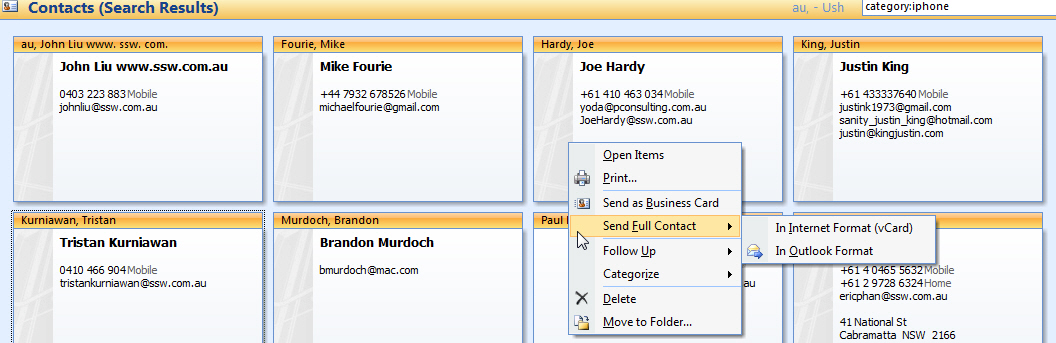 Contacts (Search Results)
au, - Ush
category:iphone
au, John Liu www. ssw. com.
John Liu www.ssw.com.au
0403 223 883 Mobile
johnliu@ssw.com.au
Fourie, Mike
Mike Fourie
+44 7932 678526 Mobile
michaelfourie@gmail.com
Hardy, Joe
Joe Hardy
+61 410 463 034 Mobile
yoda@pconsulting.com.au
JoeHardy@ssw.com.au
King, Justin
Justin King
+61 433337640 Mobile
justink1973@gmail.com
sanity_justin_king@hotmail.com
justin@kingjustin.com
Kurniawan, Tristan
Tristan Kurniawan
0410 466 904 Mobile
tristankurniawan@ssw.com.au
Murdoch, Brandon
Brandon Murdoch
bmurdoch@mac.com
Paul
Open Items
Print...
Send as Business Card
Send Full Contact
Follow Up
Categorize
Delete
Move to Folder...
In Internet Format (vCard)
In Outlook Format
+61 4 0465 5632 Mobile
+61 2 9728 6324 Home
ericphan@ssw.com.au
41 National St
Cabramatta NSW 2166